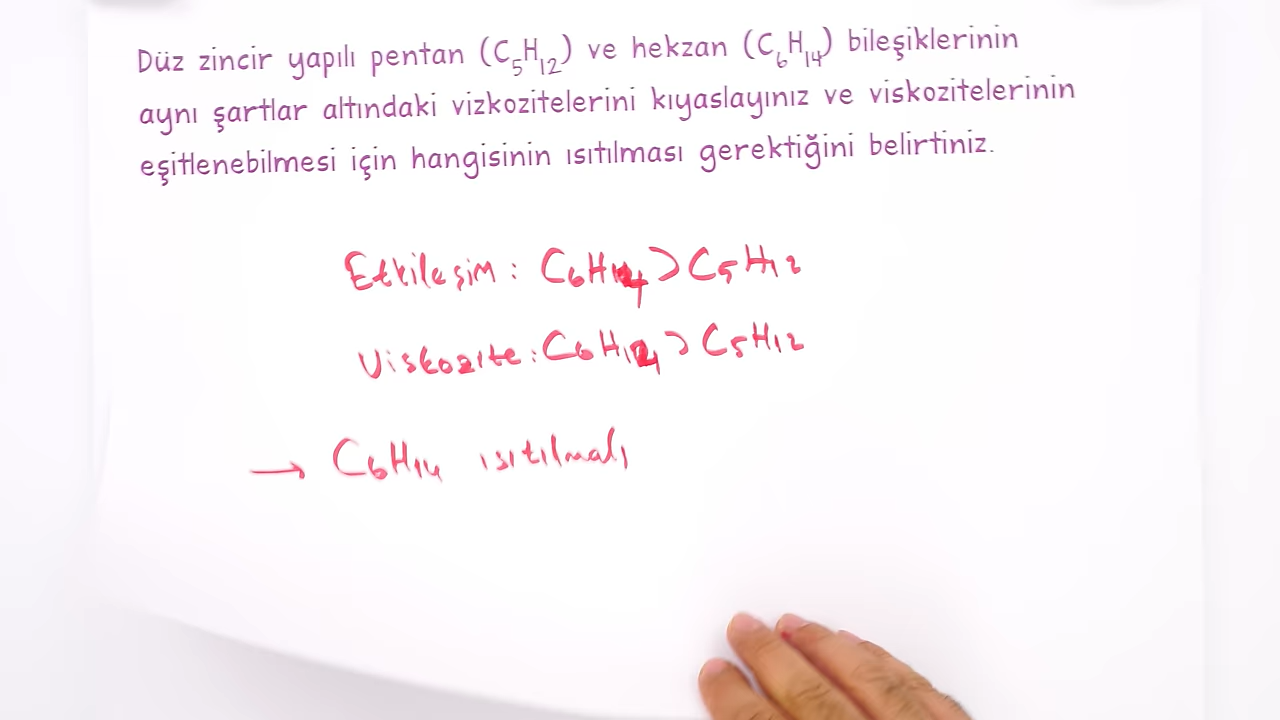 Düz zincir yapılı pentan (C₅H₁₂) ve hekzan (C₆H₁₄) bileşiklerinin
aynı şartlar altındaki vizkozitelerini kıyaslayınız ve viskozitelerinin
eşitlenebilmesi için hangisinin ısıtılması gerektiğini belirtiniz.
Etkileşim : C₆H₁₄ > C₅H₁₂
Viskozite : C₆H₁₄ > C₅H₁₂
→ C₆H₁₄ ısıtılmalı